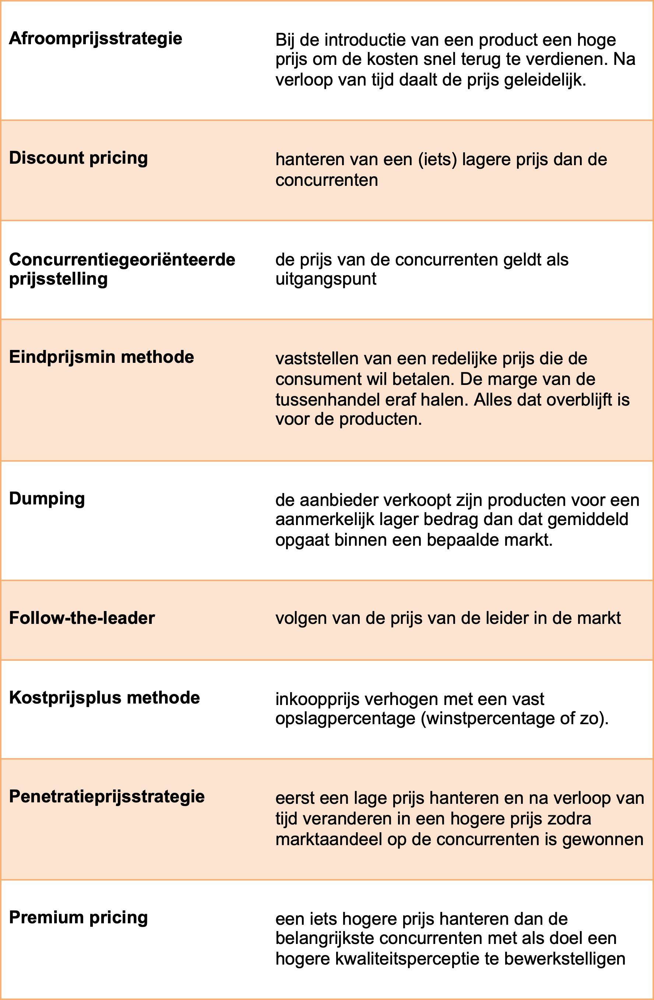 Afroomprijsstrategie
Bij de introductie van een product een hoge
prijs om de kosten snel terug te verdienen. Na
verloop van tijd daalt de prijs geleidelijk.
Discount pricing
hanteren van een (iets) lagere prijs dan de
concurrenten
Concurrentiegeoriënteerde
prijsstelling
de prijs van de concurrenten geldt als
uitgangspunt
Eindprijsmin methode
vaststellen van een redelijke prijs die de
consument wil betalen. De marge van de
tussenhandel eraf halen. Alles dat overblijft is
voor de producten.
Dumping
de aanbieder verkoopt zijn producten voor een
aanmerkelijk lager bedrag dan dat gemiddeld
opgaat binnen een bepaalde markt.
Follow-the-leader
volgen van de prijs van de leider in de markt
Kostprijsplus methode
inkoopprijs verhogen met een vast
opslagpercentage (winstpercentage of zo).
Penetratieprijsstrategie
eerst een lage prijs hanteren en na verloop van
tijd veranderen in een hogere prijs zodra
marktaandeel op de concurrenten is gewonnen
Premium pricing
een iets hogere prijs hanteren dan de
belangrijkste concurrenten met als doel een
hogere kwaliteitsperceptie te bewerkstelligen